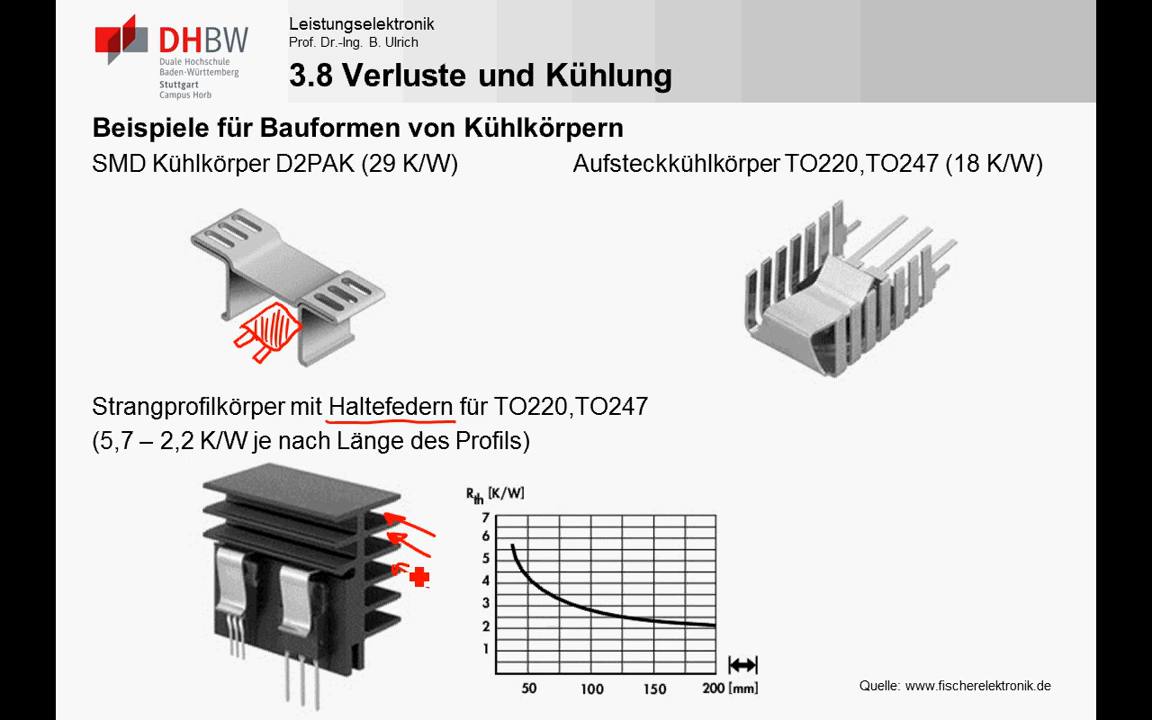 DHBW
Duale Hochschule
Baden-Württemberg
Stuttgart
Campus Horb
Leistungselektronik
Prof. Dr.-Ing. B. Ulrich
3.8 Verluste und Kühlung
Beispiele für Bauformen von Kühlkörpern
SMD Kühlkörper D2PAK (29 K/W)
Aufsteckkühlkörper TO220,TO247 (18 K/W)
Strangprofilkörper mit Haltefedern für TO220,TO247
(5,7 – 2,2 K/W je nach Länge des Profils)
Rth [K/W]
7
6
5
4
3
2
1
50 100 150 200 [mm]
Quelle: www.fischerelektronik.de